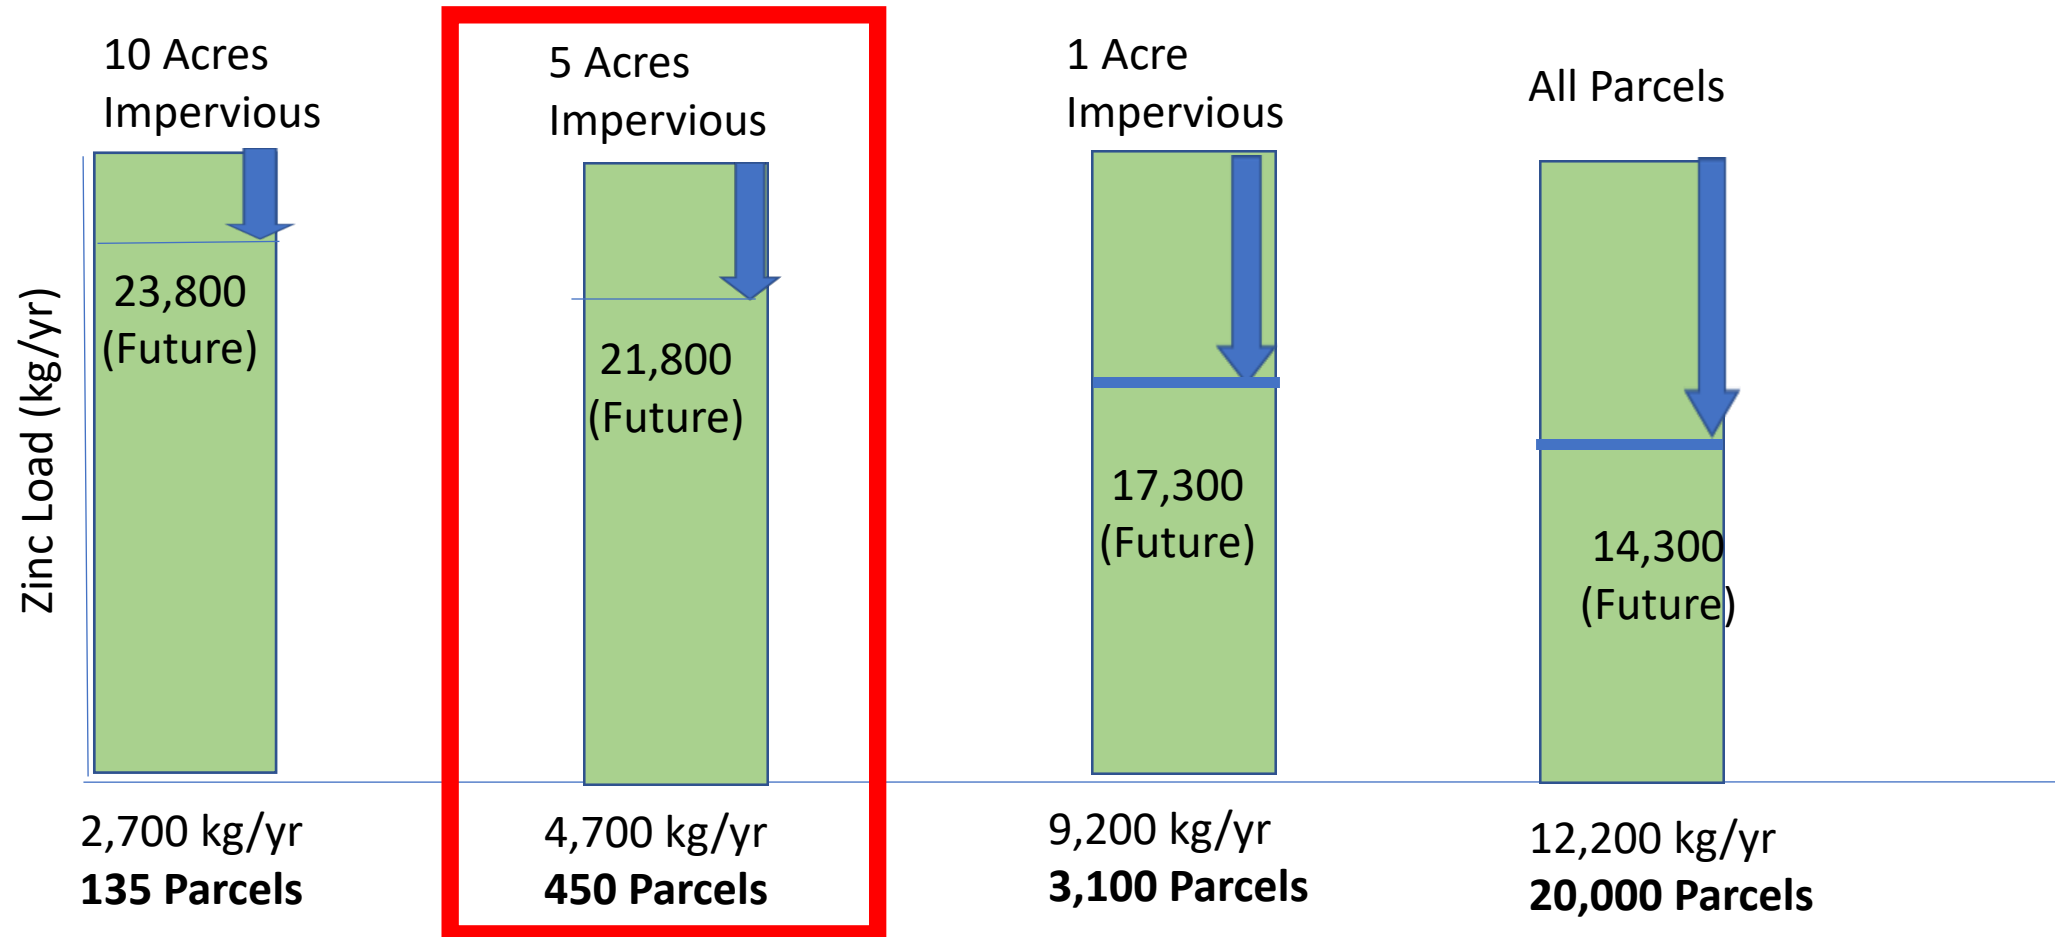 10 Acres
Impervious
5 Acres
Impervious
1 Acre
Impervious
All Parcels
Zinc Load (kg/yr)
23,800
(Future)
21,800
(Future)
17,300
(Future)
14,300
(Future)
2,700 kg/yr
135 Parcels
4,700 kg/yr
450 Parcels
9,200 kg/yr
3,100 Parcels
12,200 kg/yr
20,000 Parcels